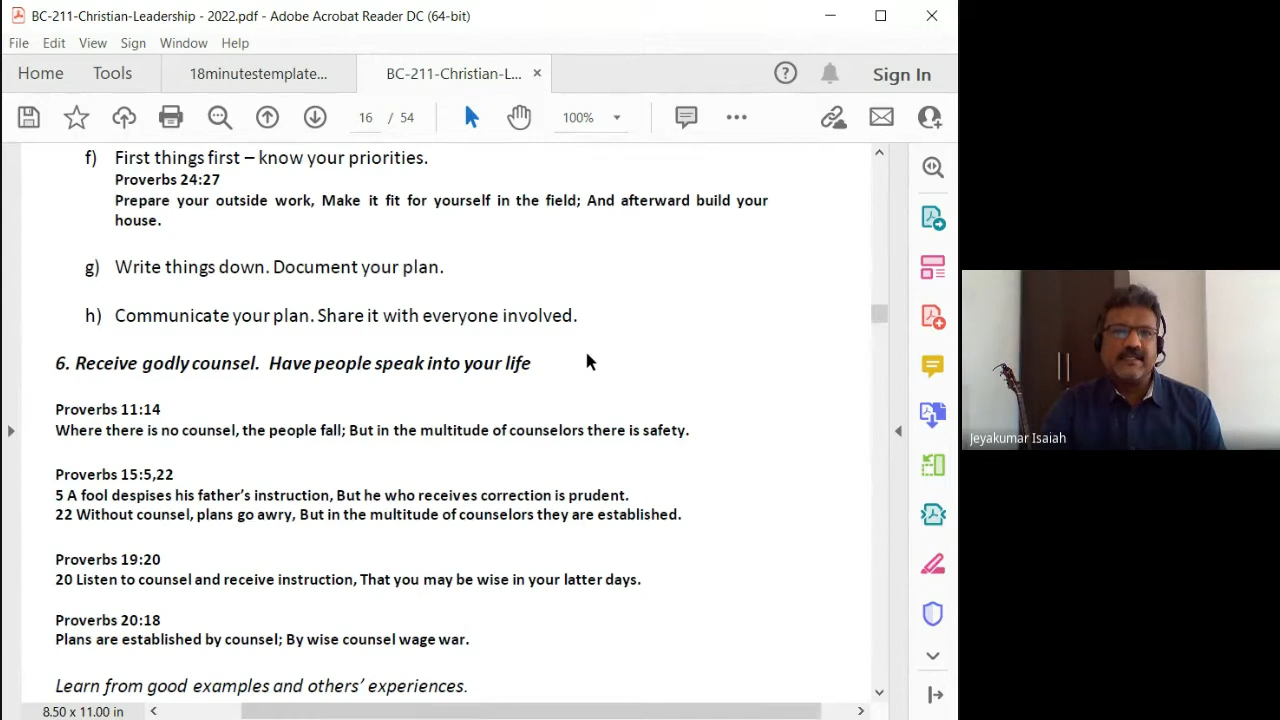 BC-211-Christian-Leadership - 2022.pdf - Adobe Acrobat Reader DC (64-bit)
File Edit View Sign Window Help
Home Tools 18minutestemplate... BC-211-Christian-L... Sign In
16 / 54 100%
f) First things first – know your priorities.
Proverbs 24:27
Prepare your outside work, Make it fit for yourself in the field; And afterward build your
house.
g) Write things down. Document your plan.
h) Communicate your plan. Share it with everyone involved.
6. Receive godly counsel. Have people speak into your life
Proverbs 11:14
Where there is no counsel, the people fall; But in the multitude of counselors there is safety.
Proverbs 15:5,22
5 A fool despises his father’s instruction, But he who receives correction is prudent.
22 Without counsel, plans go awry, But in the multitude of counselors they are established.
Proverbs 19:20
20 Listen to counsel and receive instruction, That you may be wise in your latter days.
Proverbs 20:18
Plans are established by counsel; By wise counsel wage war.
Learn from good examples and others’ experiences.
8.50 x 11.00 in
Jeyakumar Isaiah